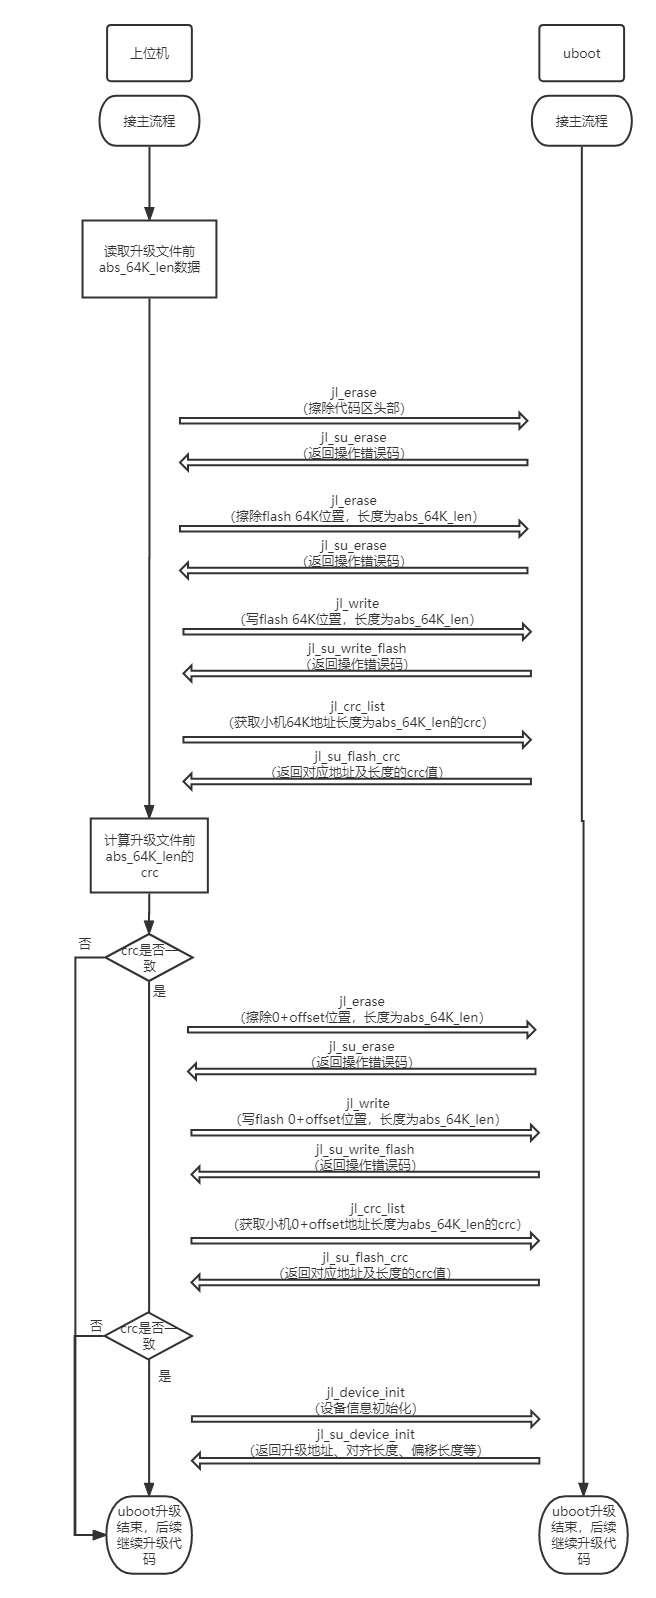 上位机
uboot
接主流程
接主流程
读取升级文件前
abs_64K_len数据
jl_erase
（擦除代码区头部）
jl_su_erase
（返回操作错误码）
jl_erase
（擦除flash 64K位置，长度为abs_64K_len）
jl_su_erase
（返回操作错误码）
jl_write
（写flash 64K位置，长度为abs_64K_len）
jl_su_write_flash
（返回操作错误码）
jl_crc_list
（获取小机64K地址长度为abs_64K_len的crc）
jl_su_flash_crc
（返回对应地址及长度的crc值）
计算升级文件前
abs_64K_len的
crc
否
crc是否一
致
是
jl_erase
（擦除0+offset位置，长度为abs_64K_len）
jl_su_erase
（返回操作错误码）
jl_write
（写flash 0+offset位置，长度为abs_64K_len）
jl_su_write_flash
（返回操作错误码）
jl_crc_list
（获取小机0+offset地址长度为abs_64K_len的crc）
jl_su_flash_crc
（返回对应地址及长度的crc值）
否
crc是否一
致
是
jl_device_init
（设备信息初始化）
jl_su_device_init
（返回升级地址、对齐长度、偏移长度等）
uboot升级
结束，后续
继续升级代
码
uboot升级
结束，后续
继续升级代
码